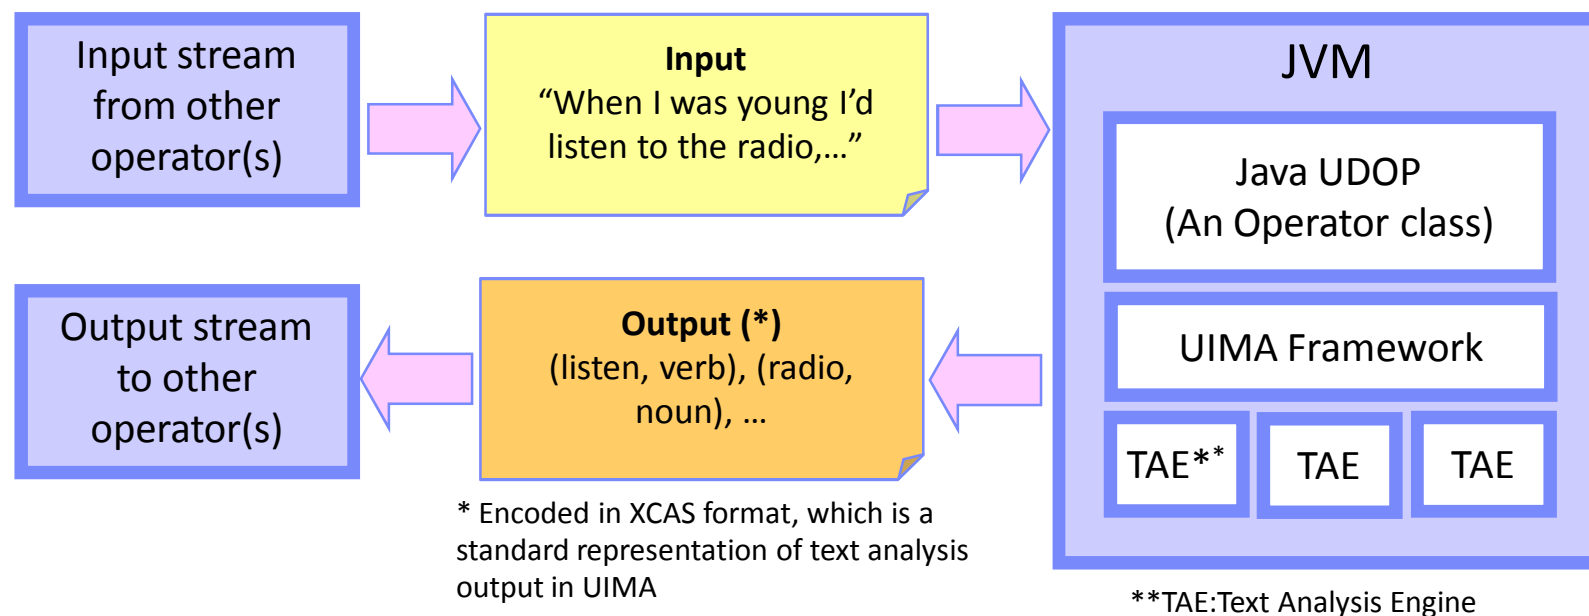 Input stream
from other
operator(s)
Input
“When I was young I’d
listen to the radio,…”
JVM
Java UDOP
(An Operator class)
UIMA Framework
TAE**
TAE
TAE
Output stream
to other
operator(s)
Output (*)
(listen, verb), (radio,
noun), …
* Encoded in XCAS format, which is a
standard representation of text analysis
output in UIMA
**TAE:Text Analysis Engine